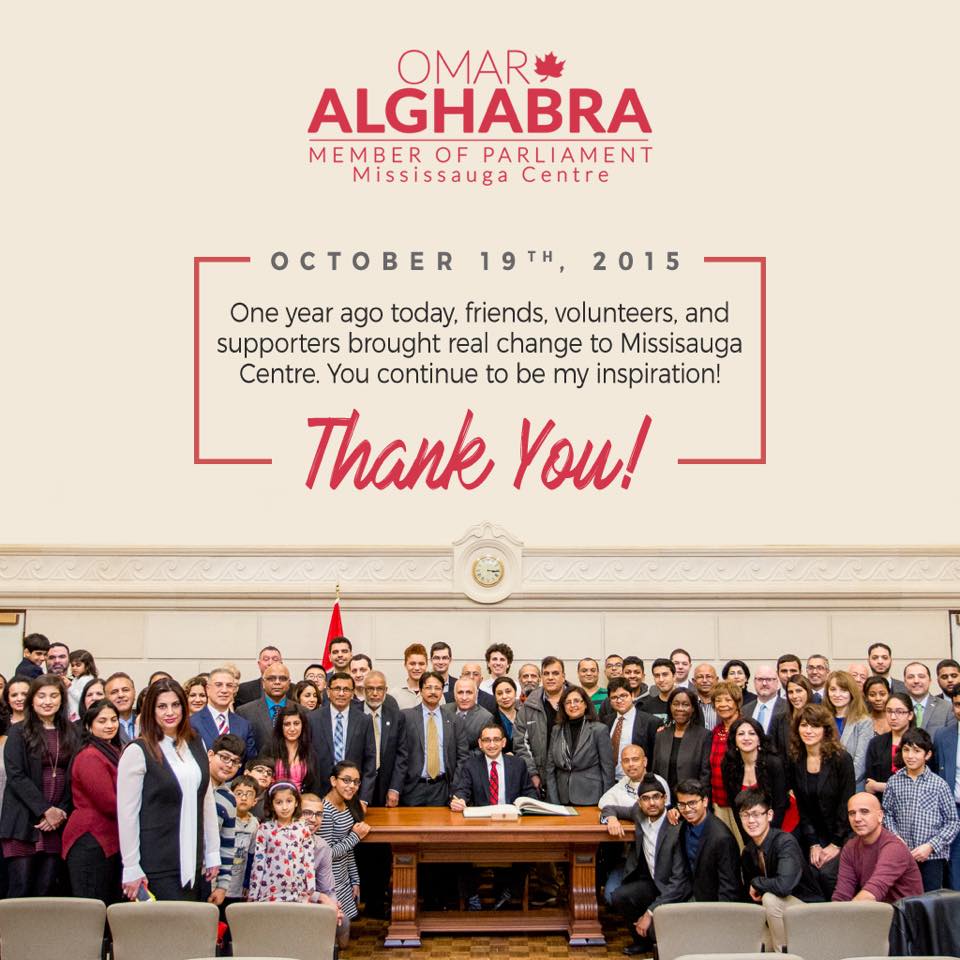 OMAR
ALGHABRA
MEMBER OF PARLIAMENT
Mississauga Centre
OCTOBER 19TH, 2015
One year ago today, friends, volunteers, and
supporters brought real change to Missisauga
Centre. You continue to be my inspiration!
Thank You!